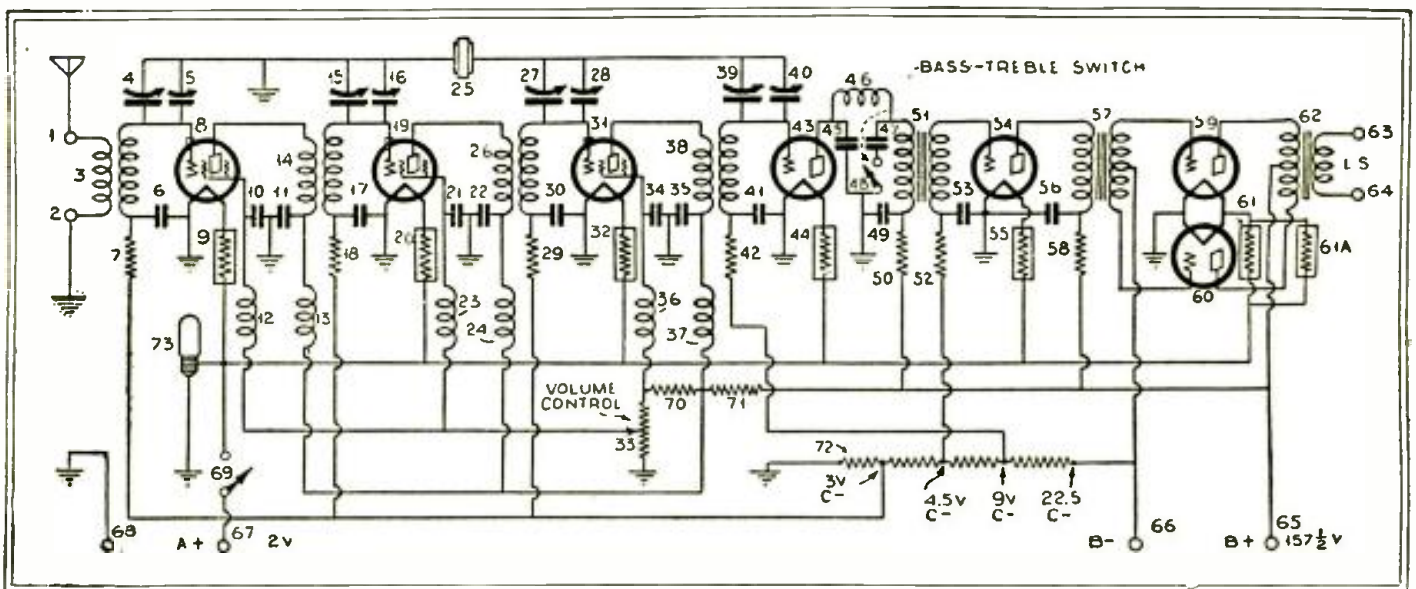 -BASS-TREBLE SWITCH
4 5 15 16 25 27 28 39 40 46
1 8 19 31 43 45 47 51 54 57 59 62 63
3 14 26 38 48 LS
2 6 10 11 17 21 22 30 34 35 41 49 53 56 64
7 9 18 20 29 32 42 44 50 52 55 58 60 61 61A
12 13 23 24 36 37
73
VOLUME
CONTROL
70 71
33
72
69
3V
C-
4.5V
C-
9V
C-
22.5
C-
68
A+
67
2V
B-
66
B+
65
157½ V